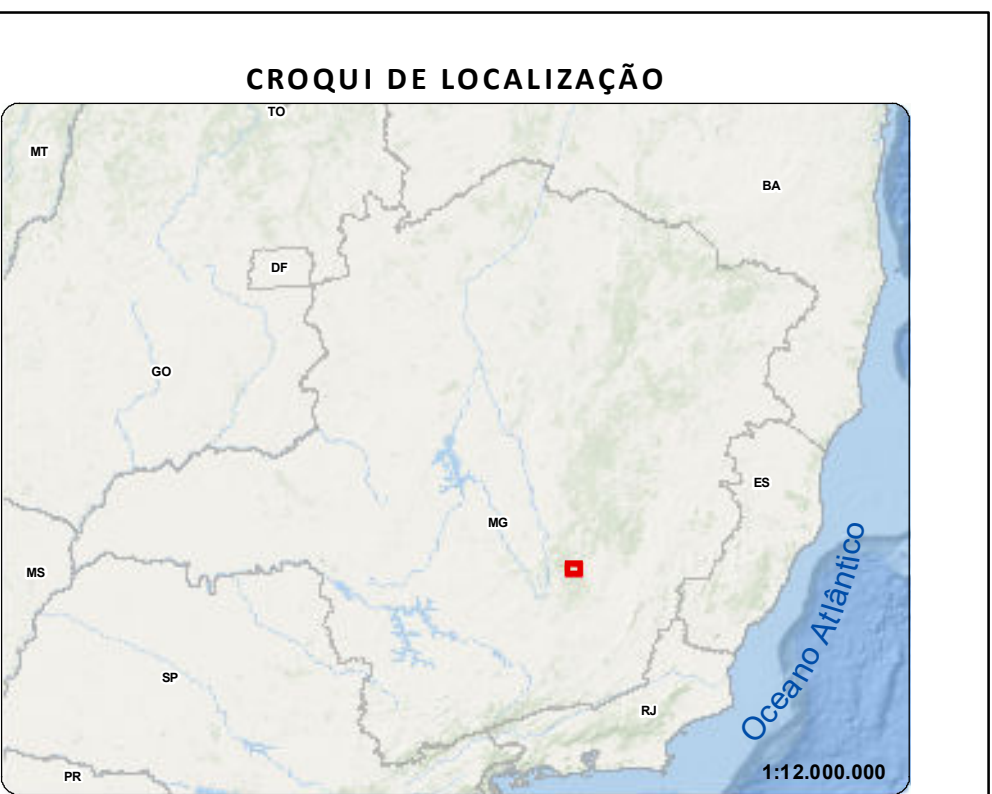 CROQUI DE LOCALIZAÇÃO
TO
MT
BA
DF
GO
ES
MG
MS
Oceano Atlântico
SP
RJ
PR
1:12.000.000